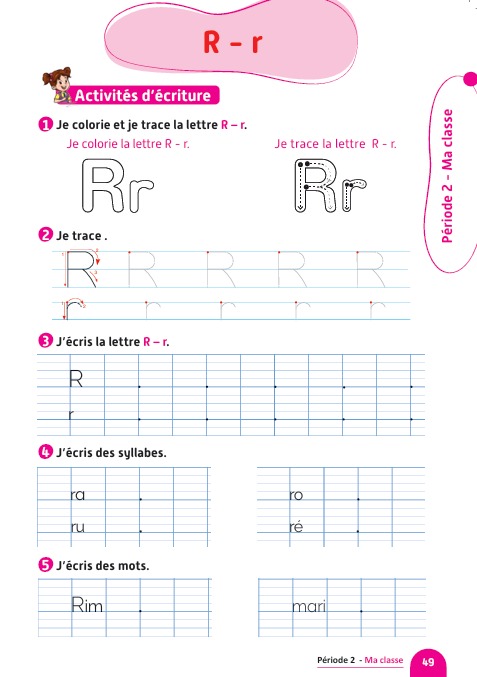 R – r
Activités d'écriture
1 Je colorie et je trace la lettre R – r.
Je colorie la lettre R - r.
Je trace la lettre R - r.
Rr
Rr
Période 2 - Ma classe
2 Je trace .
R R R R R
r r r r r
3 J'écris la lettre R – r.
R
r
4 J'écris des syllabes.
ra
ro
ru
ré
5 J'écris des mots.
Rim
mari
Période 2 - Ma classe
49